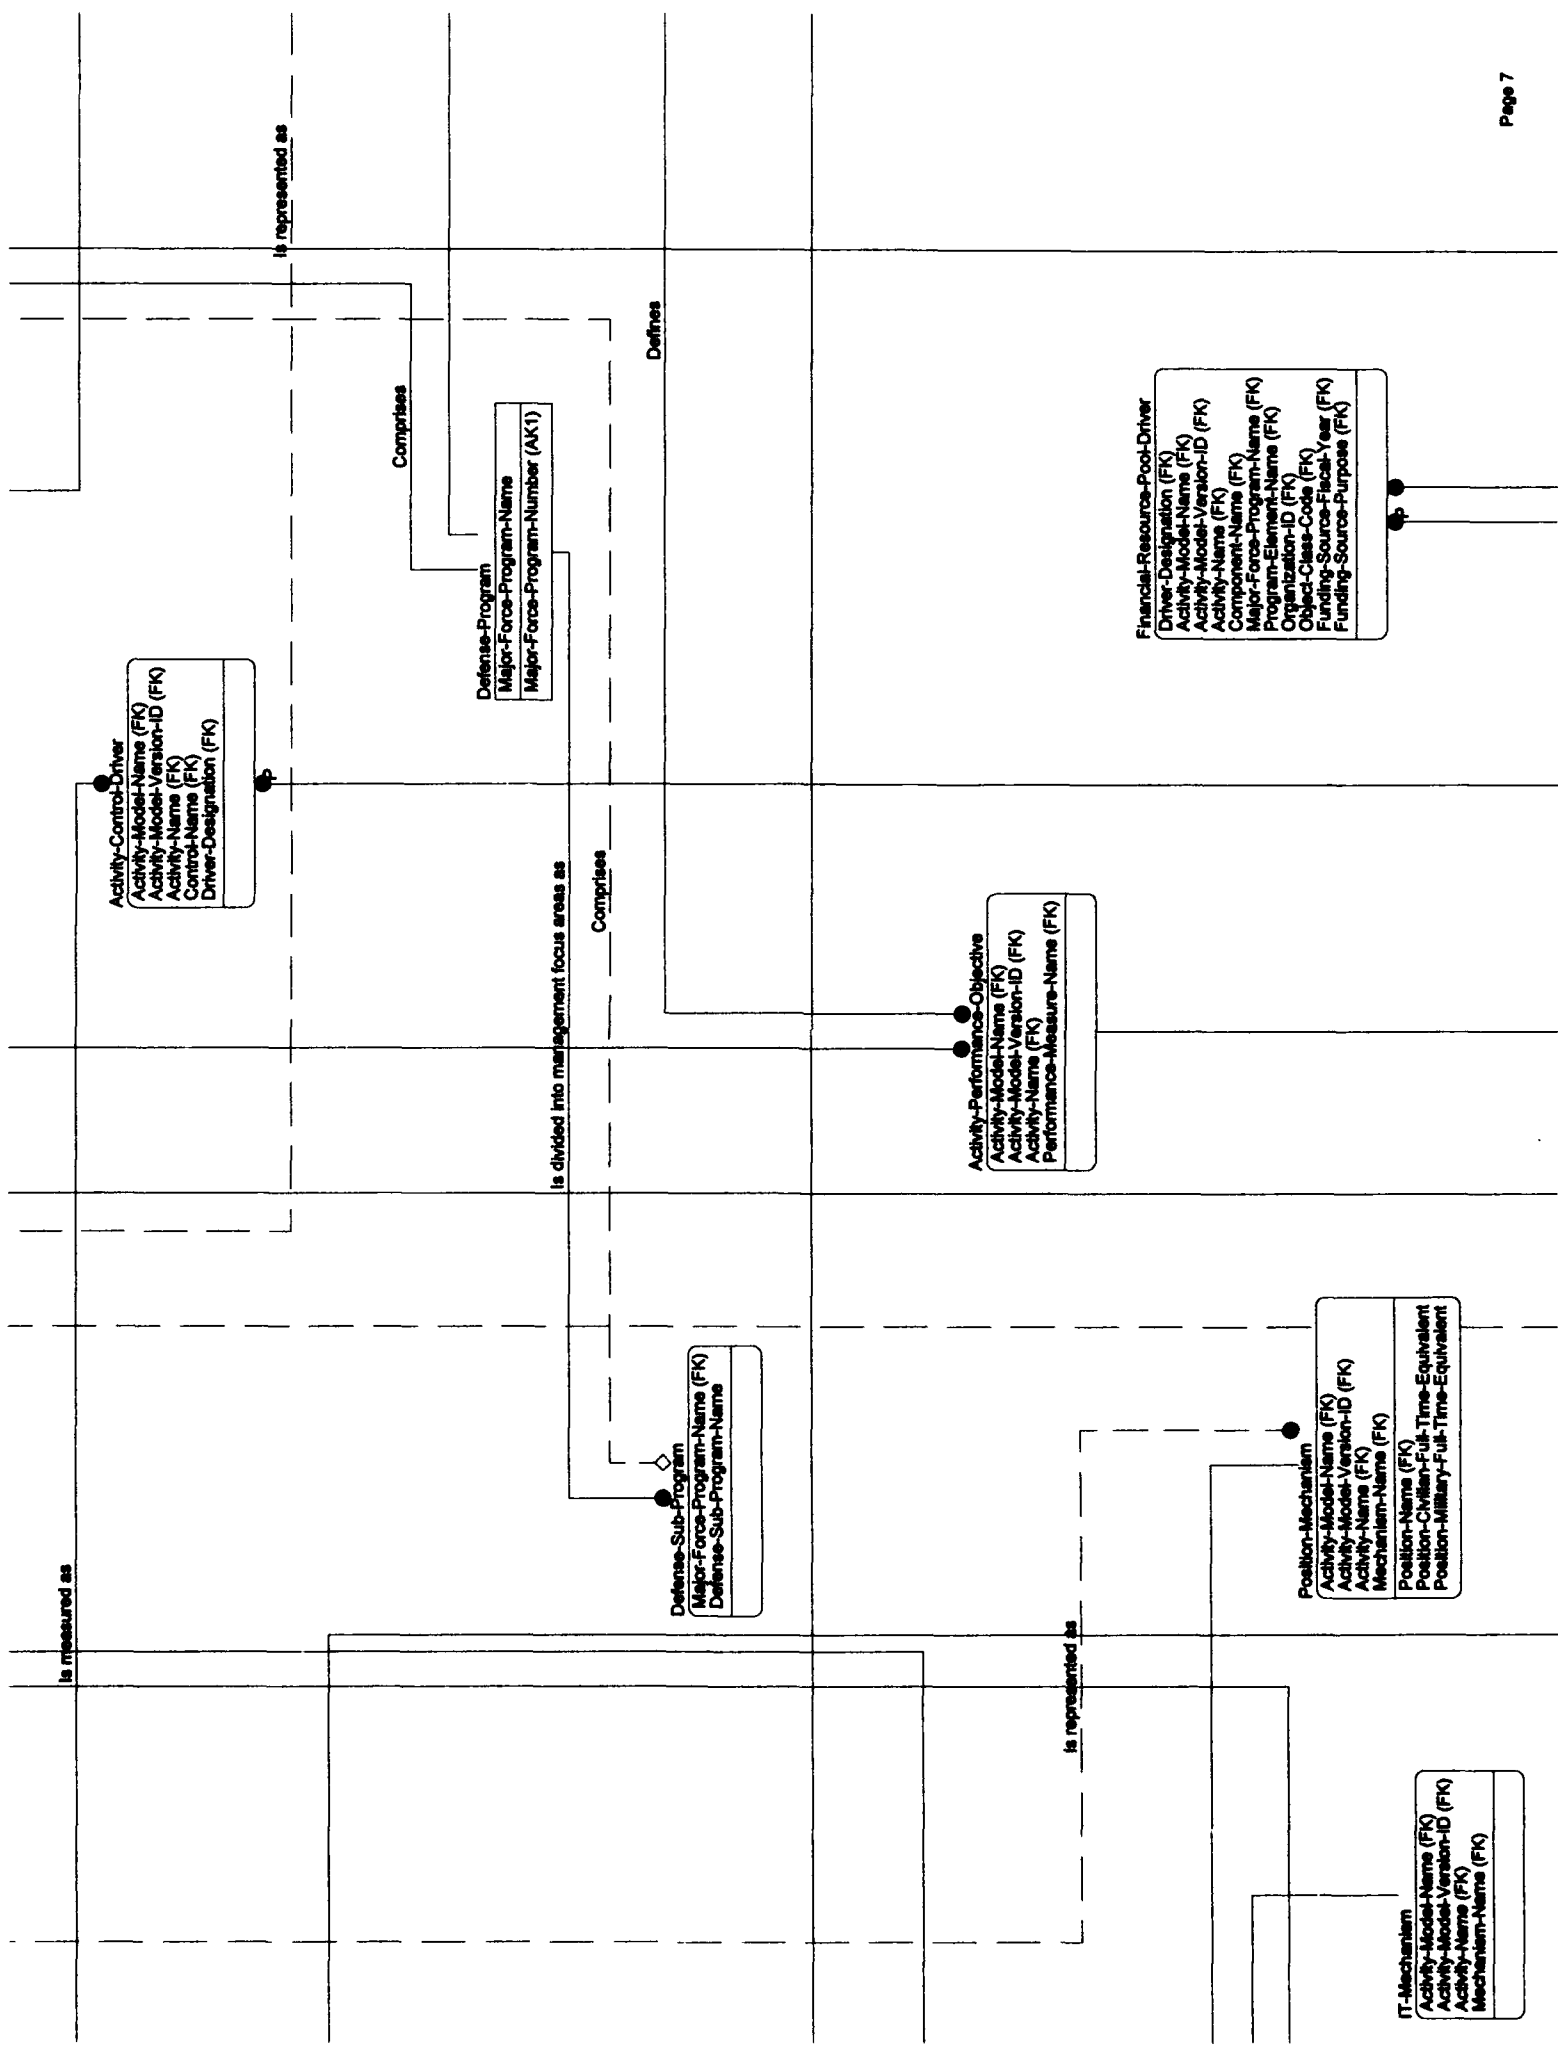 is measured as
Activity-Control-Driver
Activity-Model-Name (FK)
Activity-Model-Version-ID (FK)
Activity-Name (FK)
Control-Name (FK)
Driver-Designation (FK)
P
is represented as
Comprises
Defense-Program
Major-Force-Program-Name
Major-Force-Program-Number (AK1)
is divided into management focus areas as
Comprises
Defines
Defense-Sub-Program
Major-Force-Program-Name (FK)
Defense-Sub-Program-Name
Activity-Performance-Objective
Activity-Model-Name (FK)
Activity-Model-Version-ID (FK)
Activity-Name (FK)
Performance-Measure-Name (FK)
is represented as
Financial-Resource-Pool-Driver
Driver-Designation (FK)
Activity-Model-Name (FK)
Activity-Model-Version-ID (FK)
Activity-Name (FK)
Component-Name (FK)
Major-Force-Program-Name (FK)
Program-Element-Name (FK)
Organization-ID (FK)
Object-Class-Code (FK)
Funding-Source-Fiscal-Year (FK)
Funding-Source-Purpose (FK)
P
Position-Mechanism
Activity-Model-Name (FK)
Activity-Model-Version-ID (FK)
Activity-Name (FK)
Mechanism-Name (FK)
Position-Name (FK)
Position-Civilian-Full-Time-Equivalent
Position-Military-Full-Time-Equivalent
IT-Mechanism
Activity-Model-Name (FK)
Activity-Model-Version-ID (FK)
Activity-Name (FK)
Mechanism-Name (FK)
Page 7